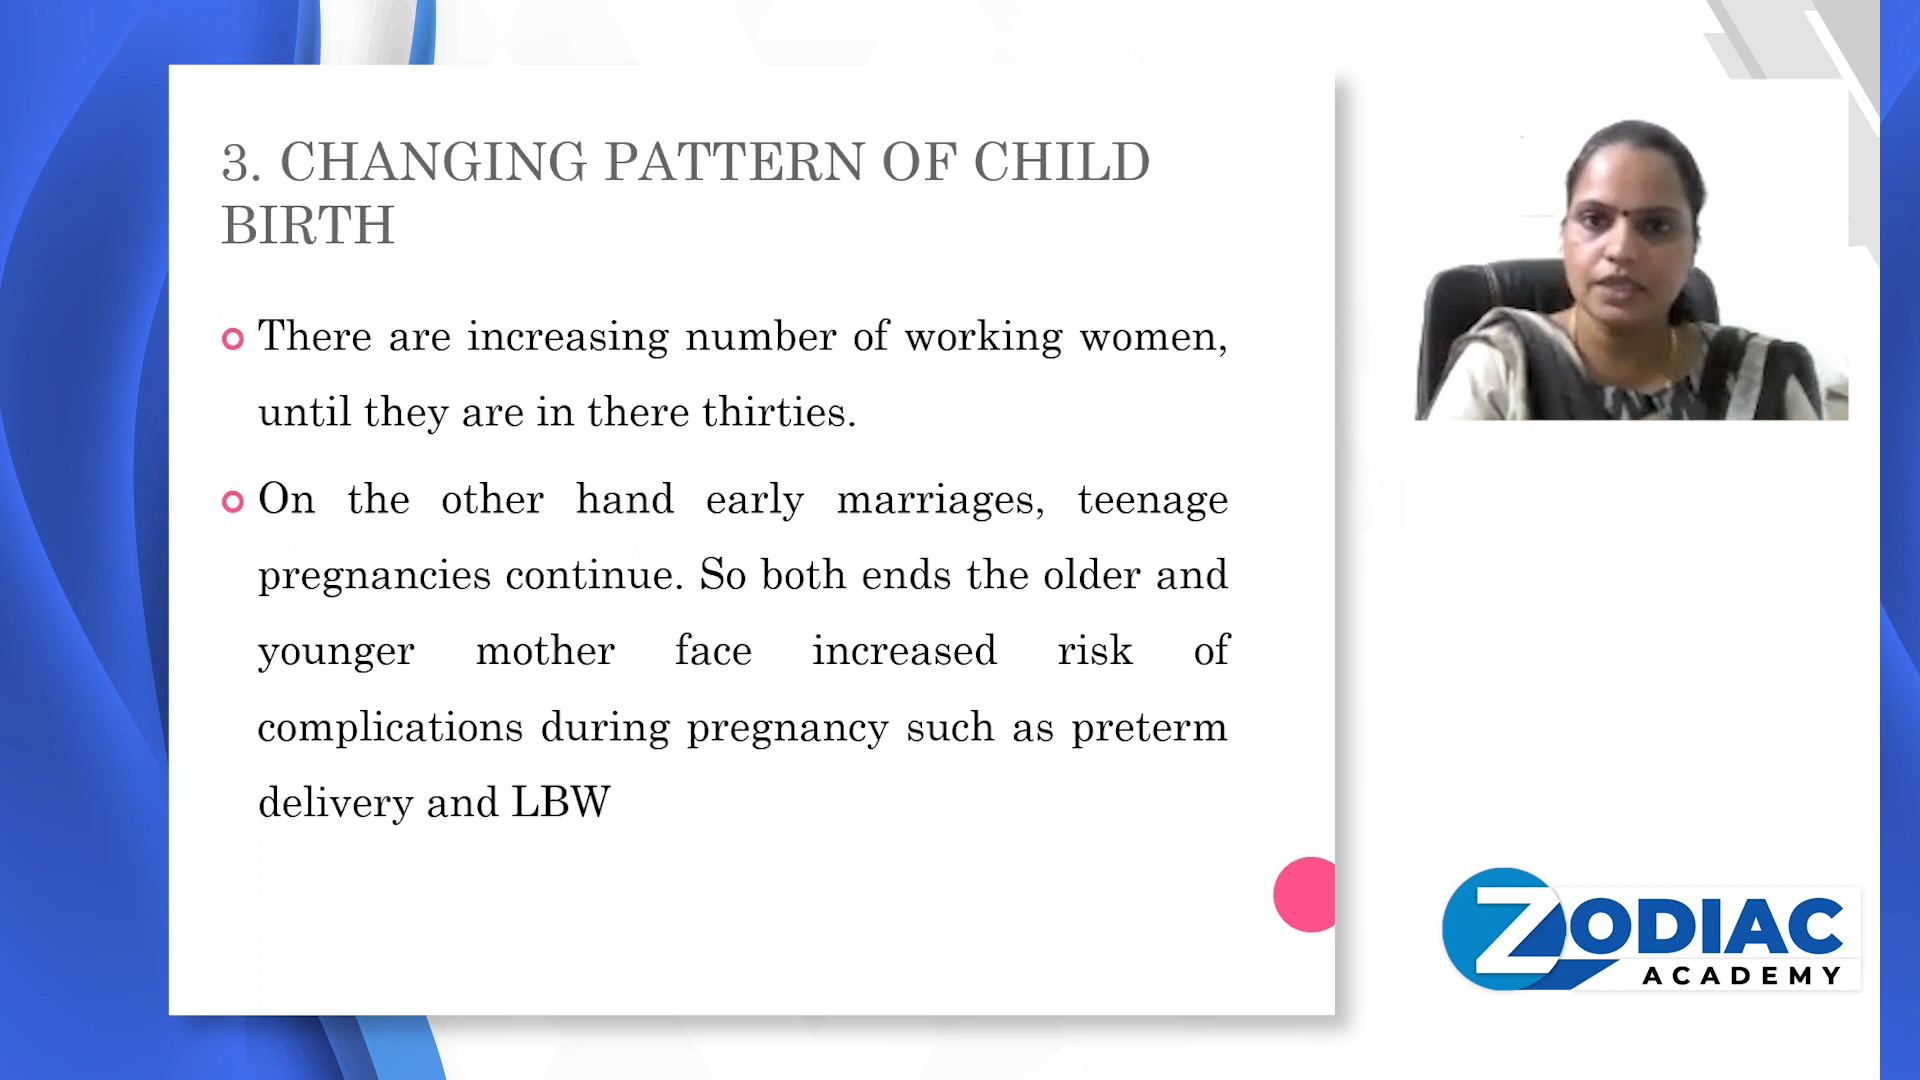 3. CHANGING PATTERN OF CHILD
BIRTH
There are increasing number of working women,
until they are in there thirties.
On the other hand early marriages, teenage
pregnancies continue. So both ends the older and
younger mother face increased risk of
complications during pregnancy such as preterm
delivery and LBW
ZODIAC
ACADEMY